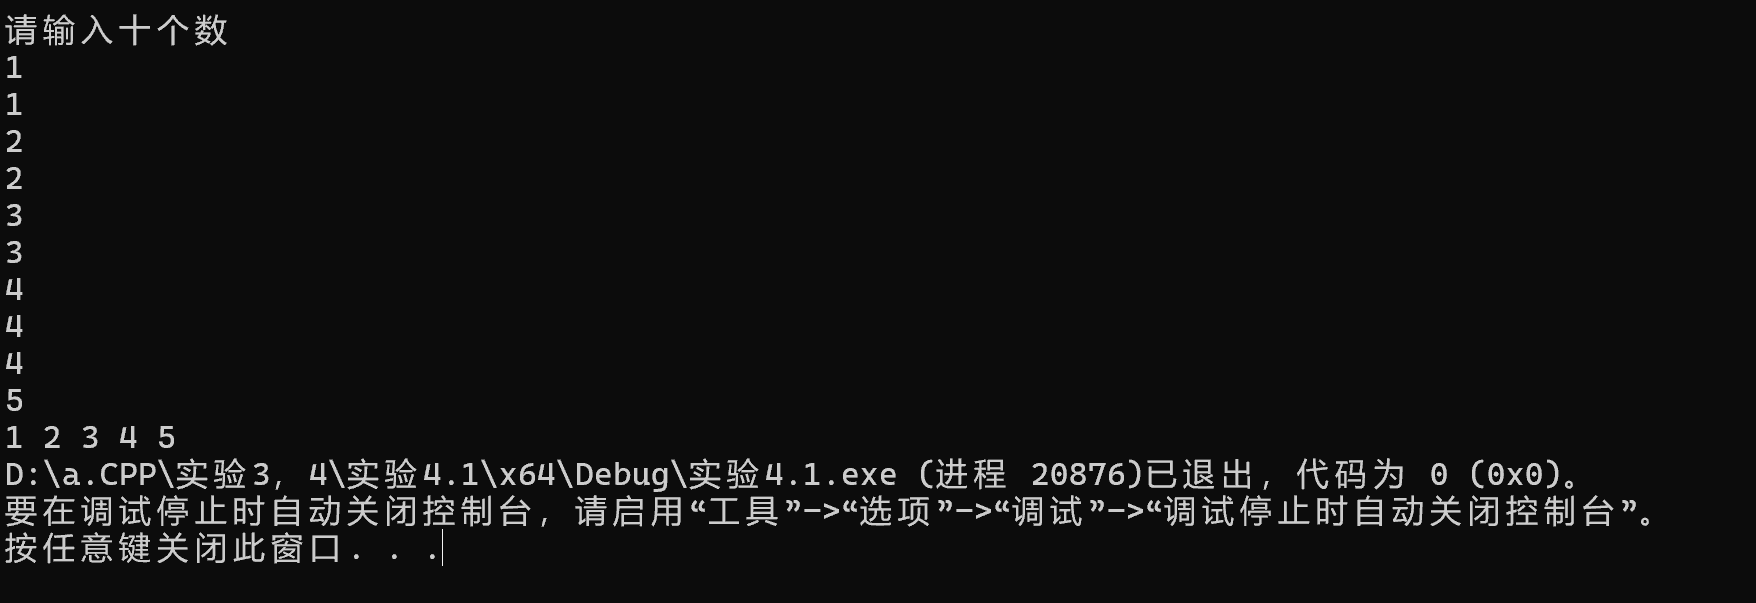 请输入十个数
1
1
2
2
3
3
4
4
4
5
1 2 3 4 5
D:\a.CPP\实验3, 4\实验4.1\x64\Debug\实验4.1.exe (进程 20876)已退出，代码为 0 (0x0)。
要在调试停止时自动关闭控制台，请启用“工具”->“选项”->“调试”->“调试停止时自动关闭控制台”。
按任意键关闭此窗口. . .